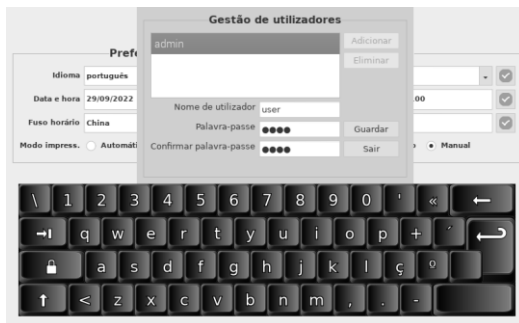 Gestão de utilizadores
admin
Adicionar
Eliminar
Prefe
Idioma português
Data e hora 29/09/2022 :00
Fuso horário China
Modo impress. Automáti o Manual
Nome de utilizador user
Palavra-passe ●●●● Guardar
Confirmar palavra-passe ●●●● Sair
\ 1 2 3 4 5 6 7 8 9 0 ' «
q w e r t y u i o p + ´
a s d f g h j k l ç º
< z x c v b n m , . -